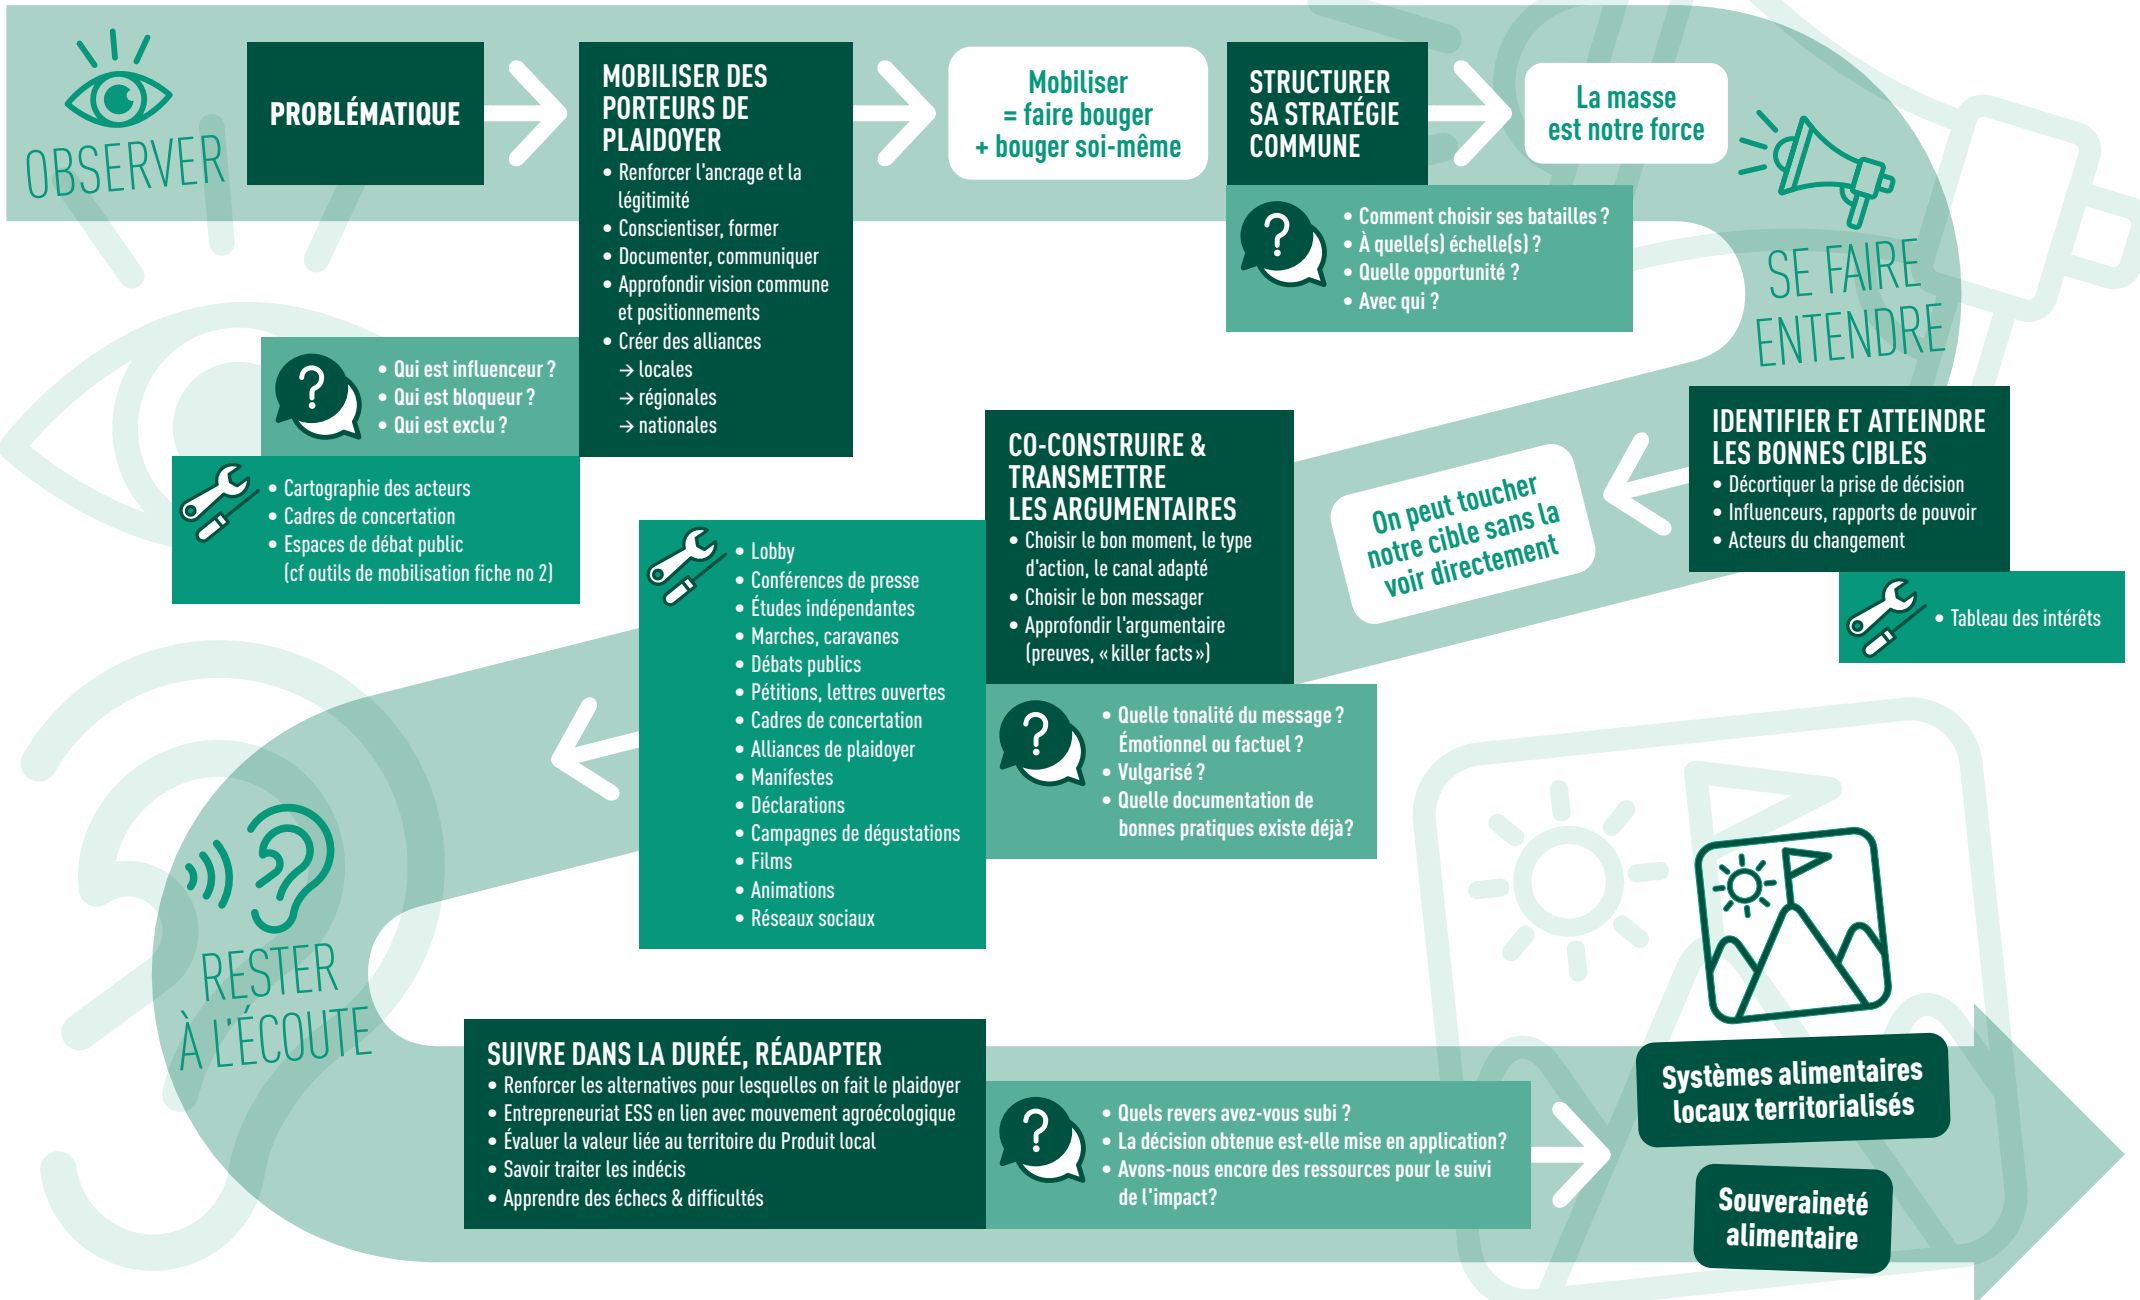 OBSERVER
PROBLÉMATIQUE
MOBILISER DES
PORTEURS DE
PLAIDOYER
• Renforcer l'ancrage et la
légitimité
• Conscientiser, former
• Documenter, communiquer
• Approfondir vision commune
et positionnements
• Créer des alliances
→ locales
→ régionales
→ nationales
• Qui est influenceur ?
• Qui est bloqueur ?
• Qui est exclu ?
• Cartographie des acteurs
• Cadres de concertation
• Espaces de débat public
(cf outils de mobilisation fiche no 2)
Mobiliser
= faire bouger
+ bouger soi-même
STRUCTURER
SA STRATÉGIE
COMMUNE
• Comment choisir ses batailles ?
• À quelle(s) échelle(s) ?
• Quelle opportunité ?
• Avec qui ?
La masse
est notre force
SE FAIRE
ENTENDRE
IDENTIFIER ET ATTEINDRE
LES BONNES CIBLES
• Décortiquer la prise de décision
• Influenceurs, rapports de pouvoir
• Acteurs du changement
• Tableau des intérêts
On peut toucher
notre cible sans la
voir directement
CO-CONSTRUIRE &
TRANSMETTRE
LES ARGUMENTAIRES
• Choisir le bon moment, le type
d'action, le canal adapté
• Choisir le bon messager
• Approfondir l'argumentaire
(preuves, « killer facts »)
• Quelle tonalité du message ?
Émotionnel ou factuel ?
• Vulgarisé ?
• Quelle documentation de
bonnes pratiques existe déjà?
• Lobby
• Conférences de presse
• Études indépendantes
• Marches, caravanes
• Débats publics
• Pétitions, lettres ouvertes
• Cadres de concertation
• Alliances de plaidoyer
• Manifestes
• Déclarations
• Campagnes de dégustations
• Films
• Animations
• Réseaux sociaux
RESTER
À L'ÉCOUTE
SUIVRE DANS LA DURÉE, RÉADAPTER
• Renforcer les alternatives pour lesquelles on fait le plaidoyer
• Entrepreneuriat ESS en lien avec mouvement agroécologique
• Évaluer la valeur liée au territoire du Produit local
• Savoir traiter les indécis
• Apprendre des échecs & difficultés
• Quels revers avez-vous subi ?
• La décision obtenue est-elle mise en application?
• Avons-nous encore des ressources pour le suivi
de l'impact?
Systèmes alimentaires
locaux territorialisés
Souveraineté
alimentaire